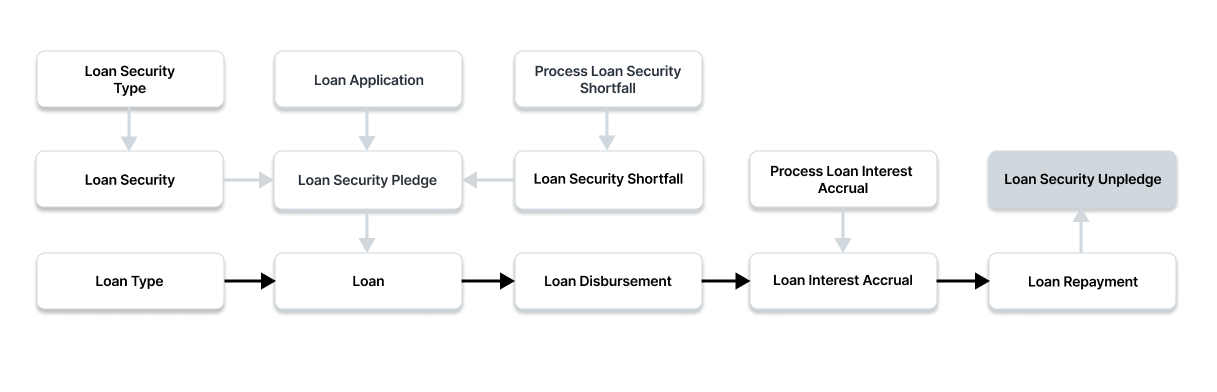 Loan Security
Type
Loan Application
Process Loan Security
Shortfall
Loan Security
Loan Security Pledge
Loan Security Shortfall
Process Loan Interest
Accrual
Loan Security Unpledge
Loan Type
Loan
Loan Disbursement
Loan Interest Accrual
Loan Repayment